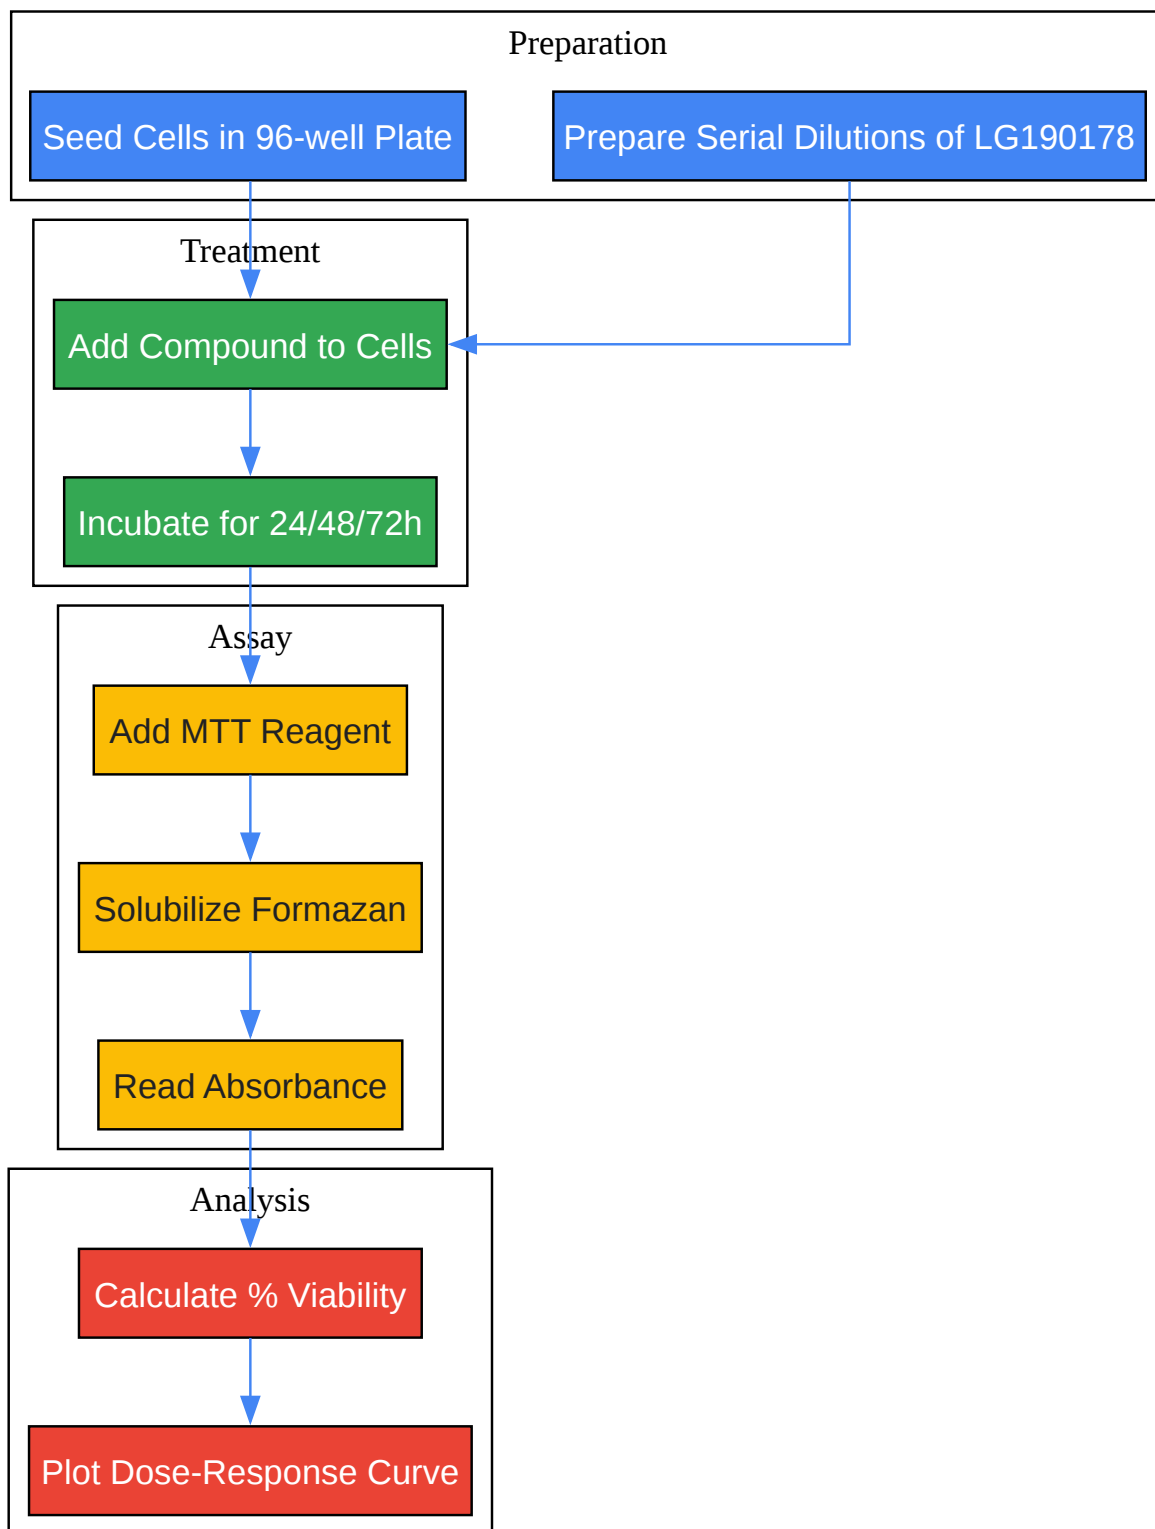 Preparation
Seed Cells in 96-well Plate
Prepare Serial Dilutions of LG190178
Treatment
Add Compound to Cells
Incubate for 24/48/72h
Assay
Add MTT Reagent
Solubilize Formazan
Read Absorbance
Analysis
Calculate % Viability
Plot Dose-Response Curve